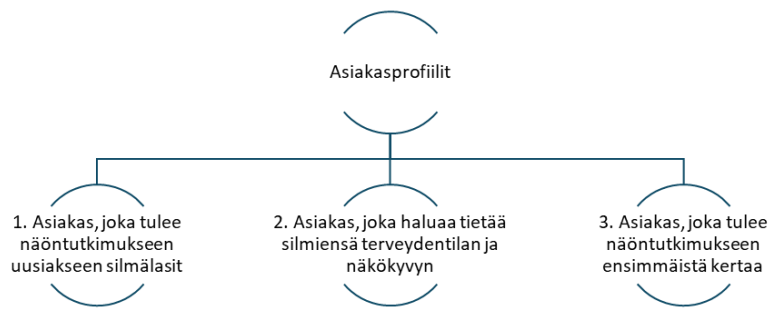 Asiakasprofiilit
1. Asiakas, joka tulee
näöntutkimukseen
uusiakseen silmälasit
2. Asiakas, joka haluaa tietää
silmiensä terveydentilan ja
näkökyvyn
3. Asiakas, joka tulee
näöntutkimukseen
ensimmäistä kertaa